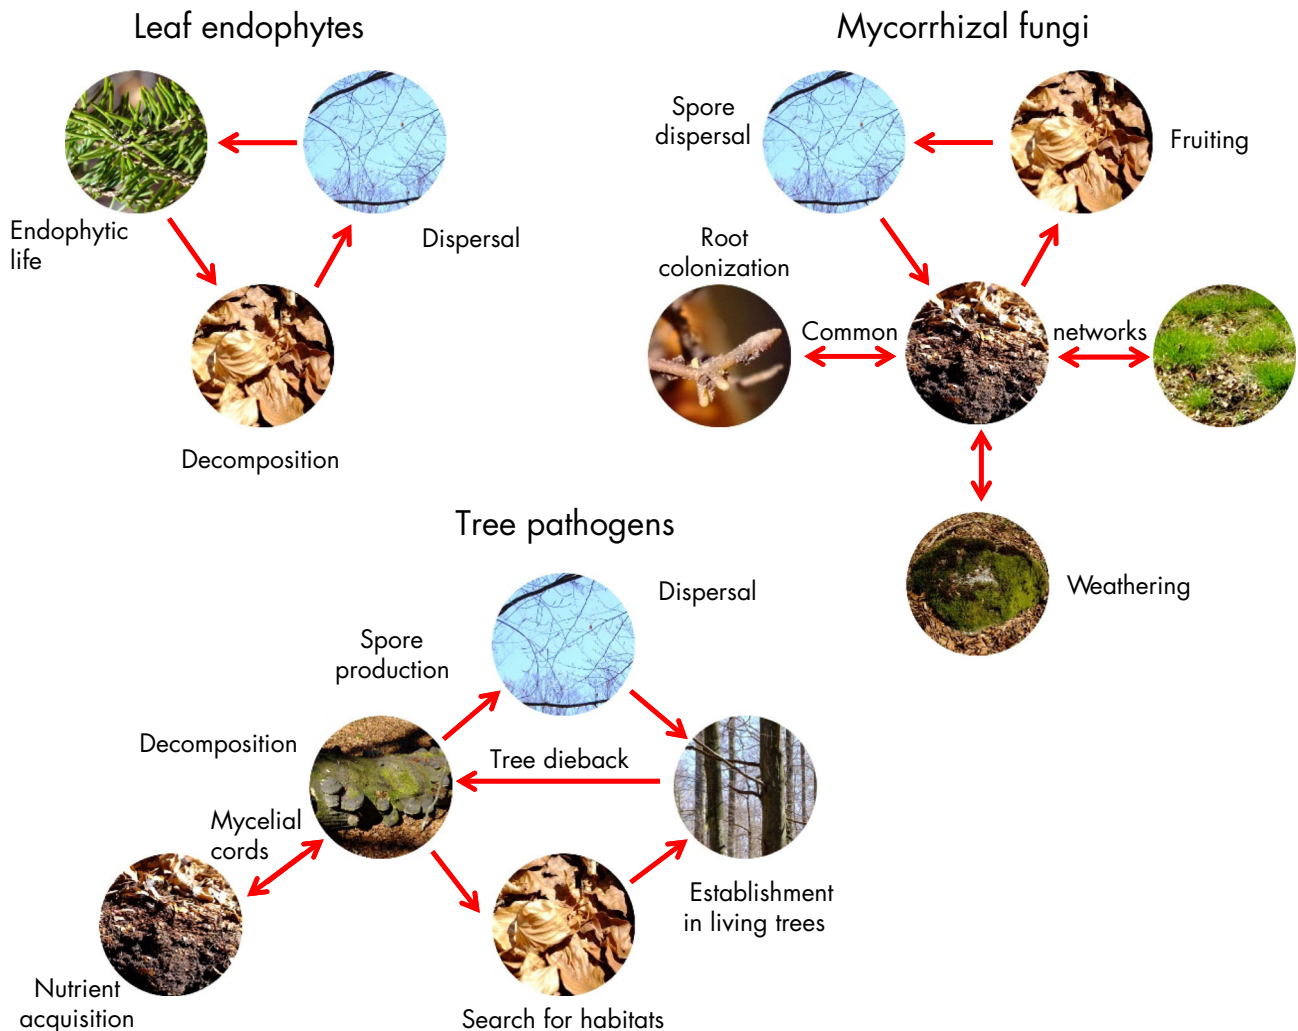 Leaf endophytes
Endophytic
life
Dispersal
Decomposition
Mycorrhizal fungi
Spore
dispersal
Fruiting
Root
colonization
Common
networks
Weathering
Tree pathogens
Dispersal
Spore
production
Decomposition
Tree dieback
Mycelial
cords
Establishment
in living trees
Nutrient
acquisition
Search for habitats